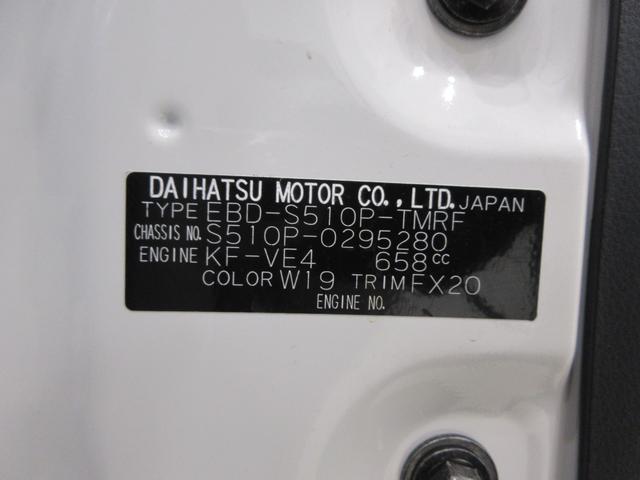 DAIHATSU MOTOR CO.,LTD. JAPAN
TYPE EBD-S510P-TMRF
CHASSIS NO. S510P-0295280
ENGINE KF-VE4 658cc
COLOR W19 TRIM FX20
ENGINE NO.